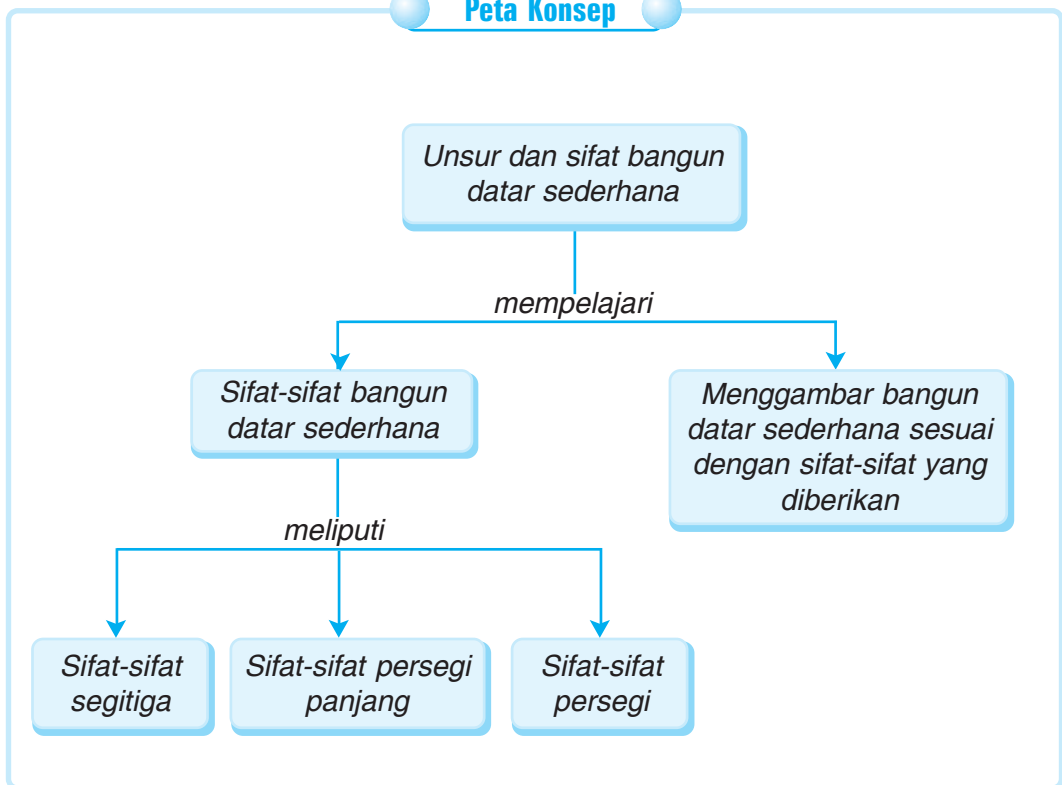 Peta Konsep
Unsur dan sifat bangun
datar sederhana
mempelajari
Sifat-sifat bangun
datar sederhana
Menggambar bangun
datar sederhana sesuai
dengan sifat-sifat yang
diberikan
meliputi
Sifat-sifat
segitiga
Sifat-sifat persegi
panjang
Sifat-sifat
persegi